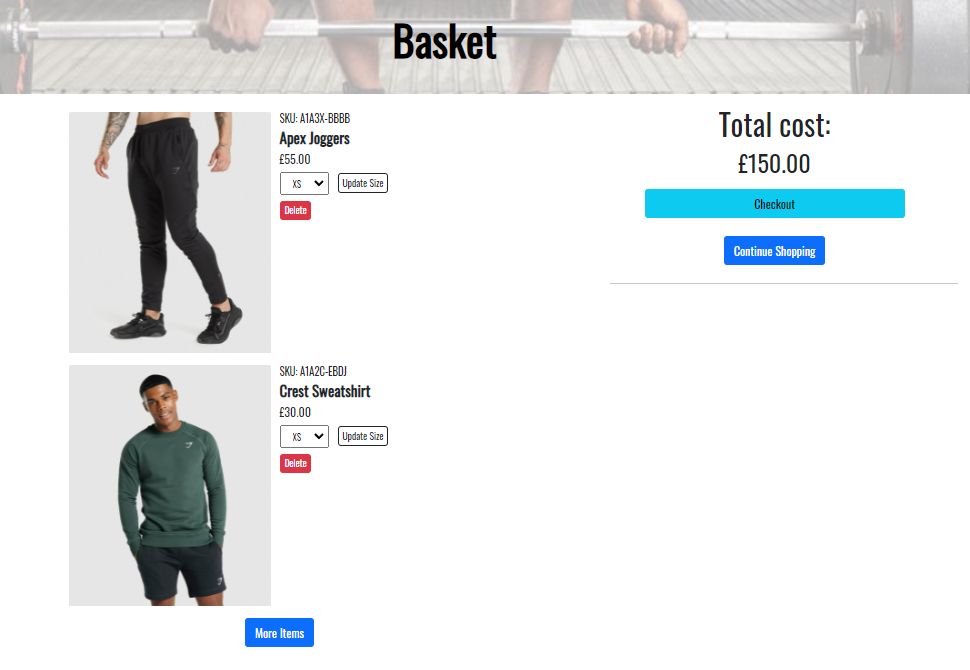 Basket
SKU: A1A3X-BBBB
Apex Joggers
£55.00
XS
Update Size
Delete
SKU: A1A2C-EBDJ
Crest Sweatshirt
£30.00
XS
Update Size
Delete
More Items
Total cost:
£150.00
Checkout
Continue Shopping